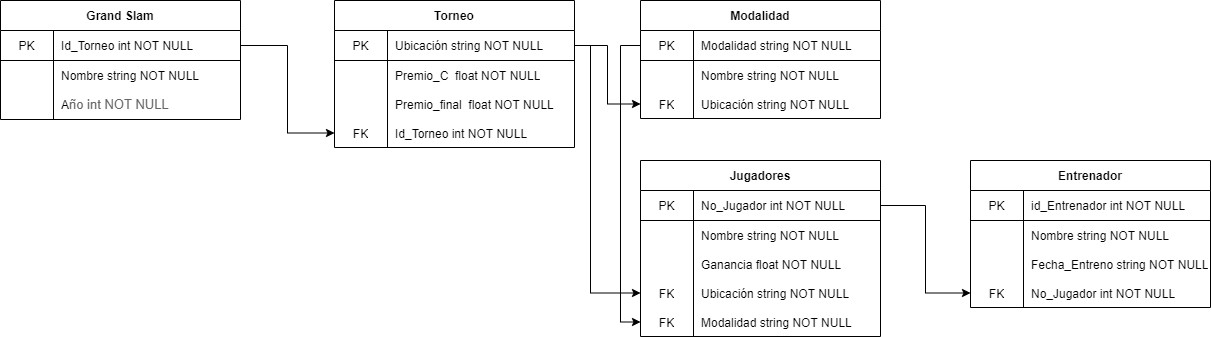 Grand Slam
PK Id_Torneo int NOT NULL
Nombre string NOT NULL
Año int NOT NULL
Torneo
PK Ubicación string NOT NULL
Premio_C float NOT NULL
Premio_final float NOT NULL
FK Id_Torneo int NOT NULL
Modalidad
PK Modalidad string NOT NULL
Nombre string NOT NULL
FK Ubicación string NOT NULL
Jugadores
PK No_Jugador int NOT NULL
Nombre string NOT NULL
Ganancia float NOT NULL
FK Ubicación string NOT NULL
FK Modalidad string NOT NULL
Entrenador
PK id_Entrenador int NOT NULL
Nombre string NOT NULL
Fecha_Entreno string NOT NULL
FK No_Jugador int NOT NULL